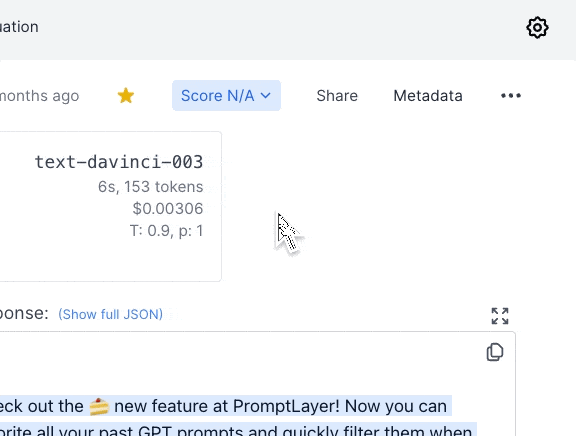 uation
months ago Score N/A Share Metadata
text-davinci-003
6s, 153 tokens
$0.00306
T: 0.9, p: 1
ponse: (Show full JSON)
eck out the 🍰 new feature at PromptLayer! Now you can
orite all your past GPT prompts and quickly filter them when